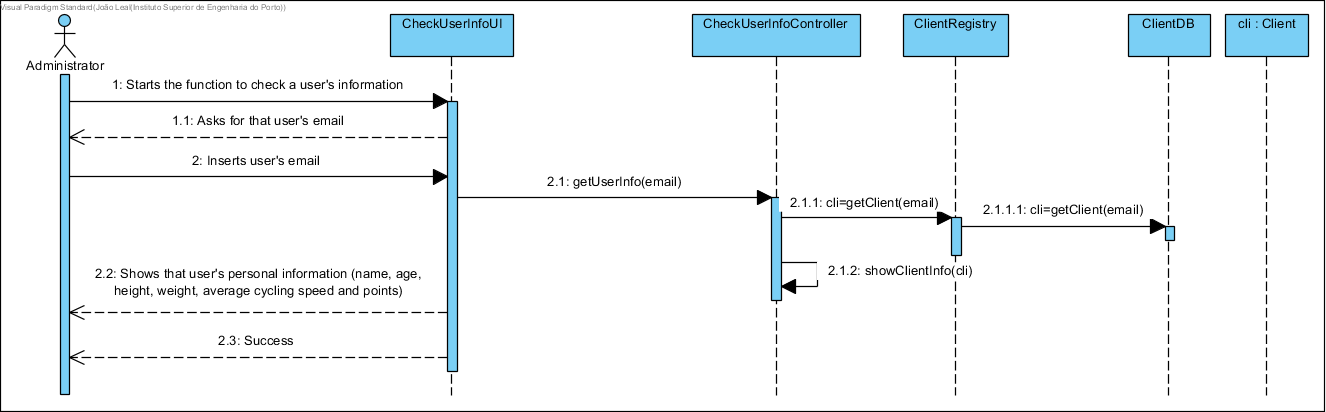 Visual Paradigm Standard(João Leal(Instituto Superior de Engenharia do Porto))
CheckUserInfoUI
CheckUserInfoController
ClientRegistry
ClientDB
cli : Client
Administrator
1: Starts the function to check a user's information
1.1: Asks for that user's email
2: Inserts user's email
2.1: getUserInfo(email)
2.1.1: cli=getClient(email)
2.1.1.1: cli=getClient(email)
2.1.2: showClientInfo(cli)
2.2: Shows that user's personal information (name, age,
height, weight, average cycling speed and points)
2.3: Success